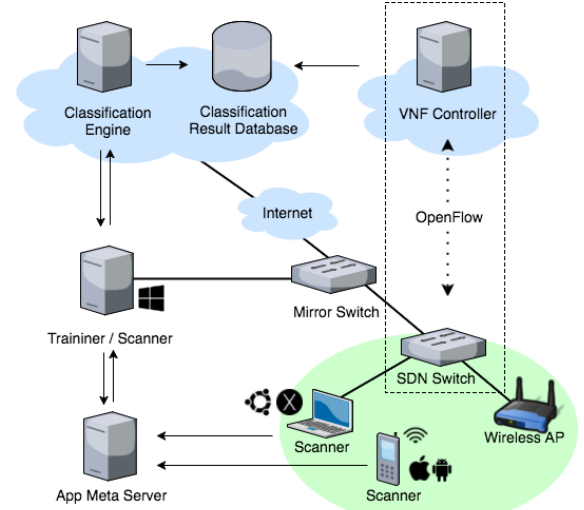 Classification
Engine
Classification
Result Database
VNF Controller
Internet
OpenFlow
Mirror Switch
Traininer / Scanner
SDN Switch
X
Scanner
Wireless AP
App Meta Server
Scanner